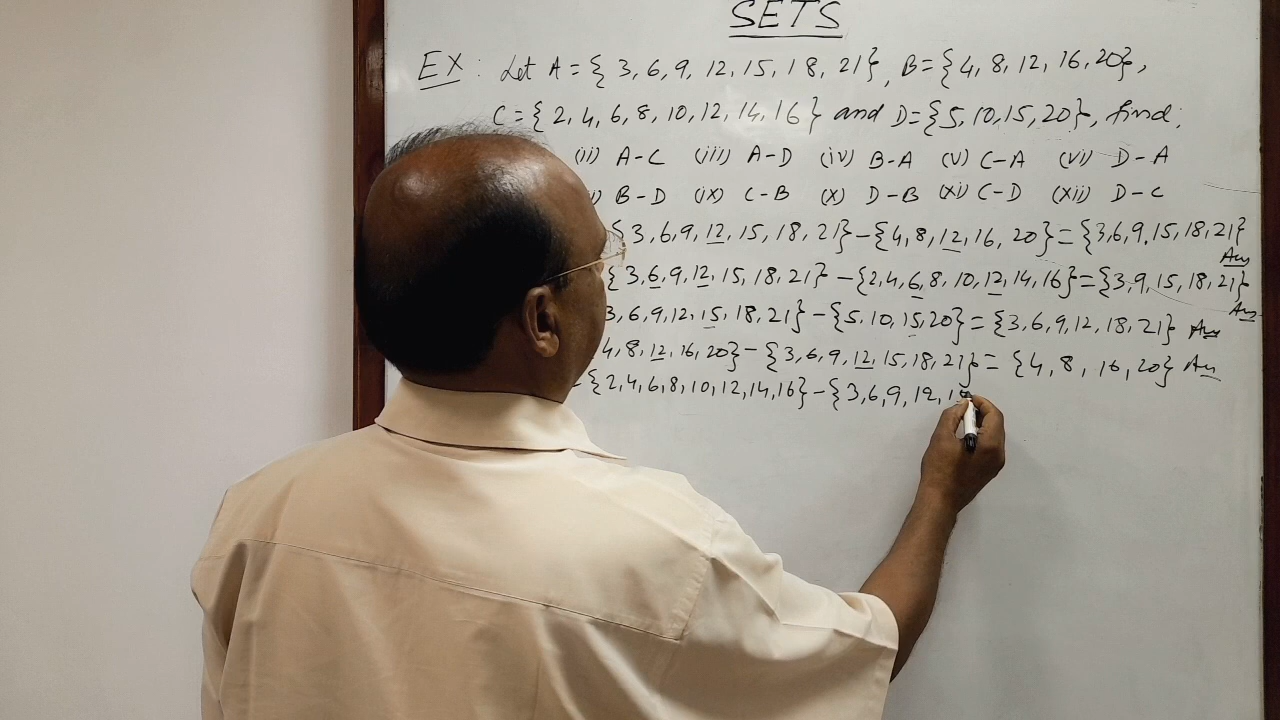 SETS
EX: Let A = {3, 6, 9, 12, 15, 18, 21}, B = {4, 8, 12, 16, 20},
C = {2, 4, 6, 8, 10, 12, 14, 16} and D = {5, 10, 15, 20}, find:
(ii) A-C (iii) A-D (iv) B-A (v) C-A (vi) D-A
B-D (ix) C-B (x) D-B (xi) C-D (xii) D-C
{3, 6, 9, 12, 15, 18, 21} - {4, 8, 12, 16, 20} = {3, 6, 9, 15, 18, 21} Ans
{3, 6, 9, 12, 15, 18, 21} - {2, 4, 6, 8, 10, 12, 14, 16} = {3, 9, 15, 18, 21} Ans
3, 6, 9, 12, 15, 18, 21} - {5, 10, 15, 20} = {3, 6, 9, 12, 18, 21} Ans
4, 8, 12, 16, 20} - {3, 6, 9, 12, 15, 18, 21} = {4, 8, 16, 20} Ans
= {2, 4, 6, 8, 10, 12, 14, 16} - {3, 6, 9, 12, 15